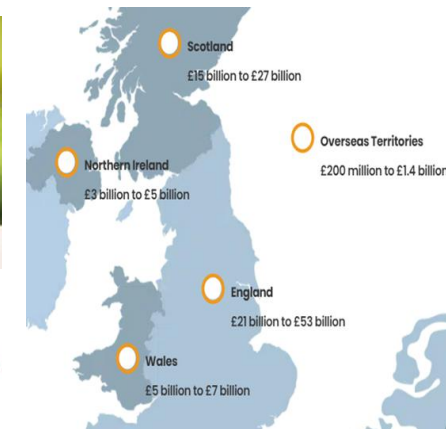 Scotland
£15 billion to £27 billion
Overseas Territories
£200 million to £1.4 billion
Northern Ireland
£3 billion to £5 billion
England
£21 billion to £53 billion
Wales
£5 billion to £7 billion